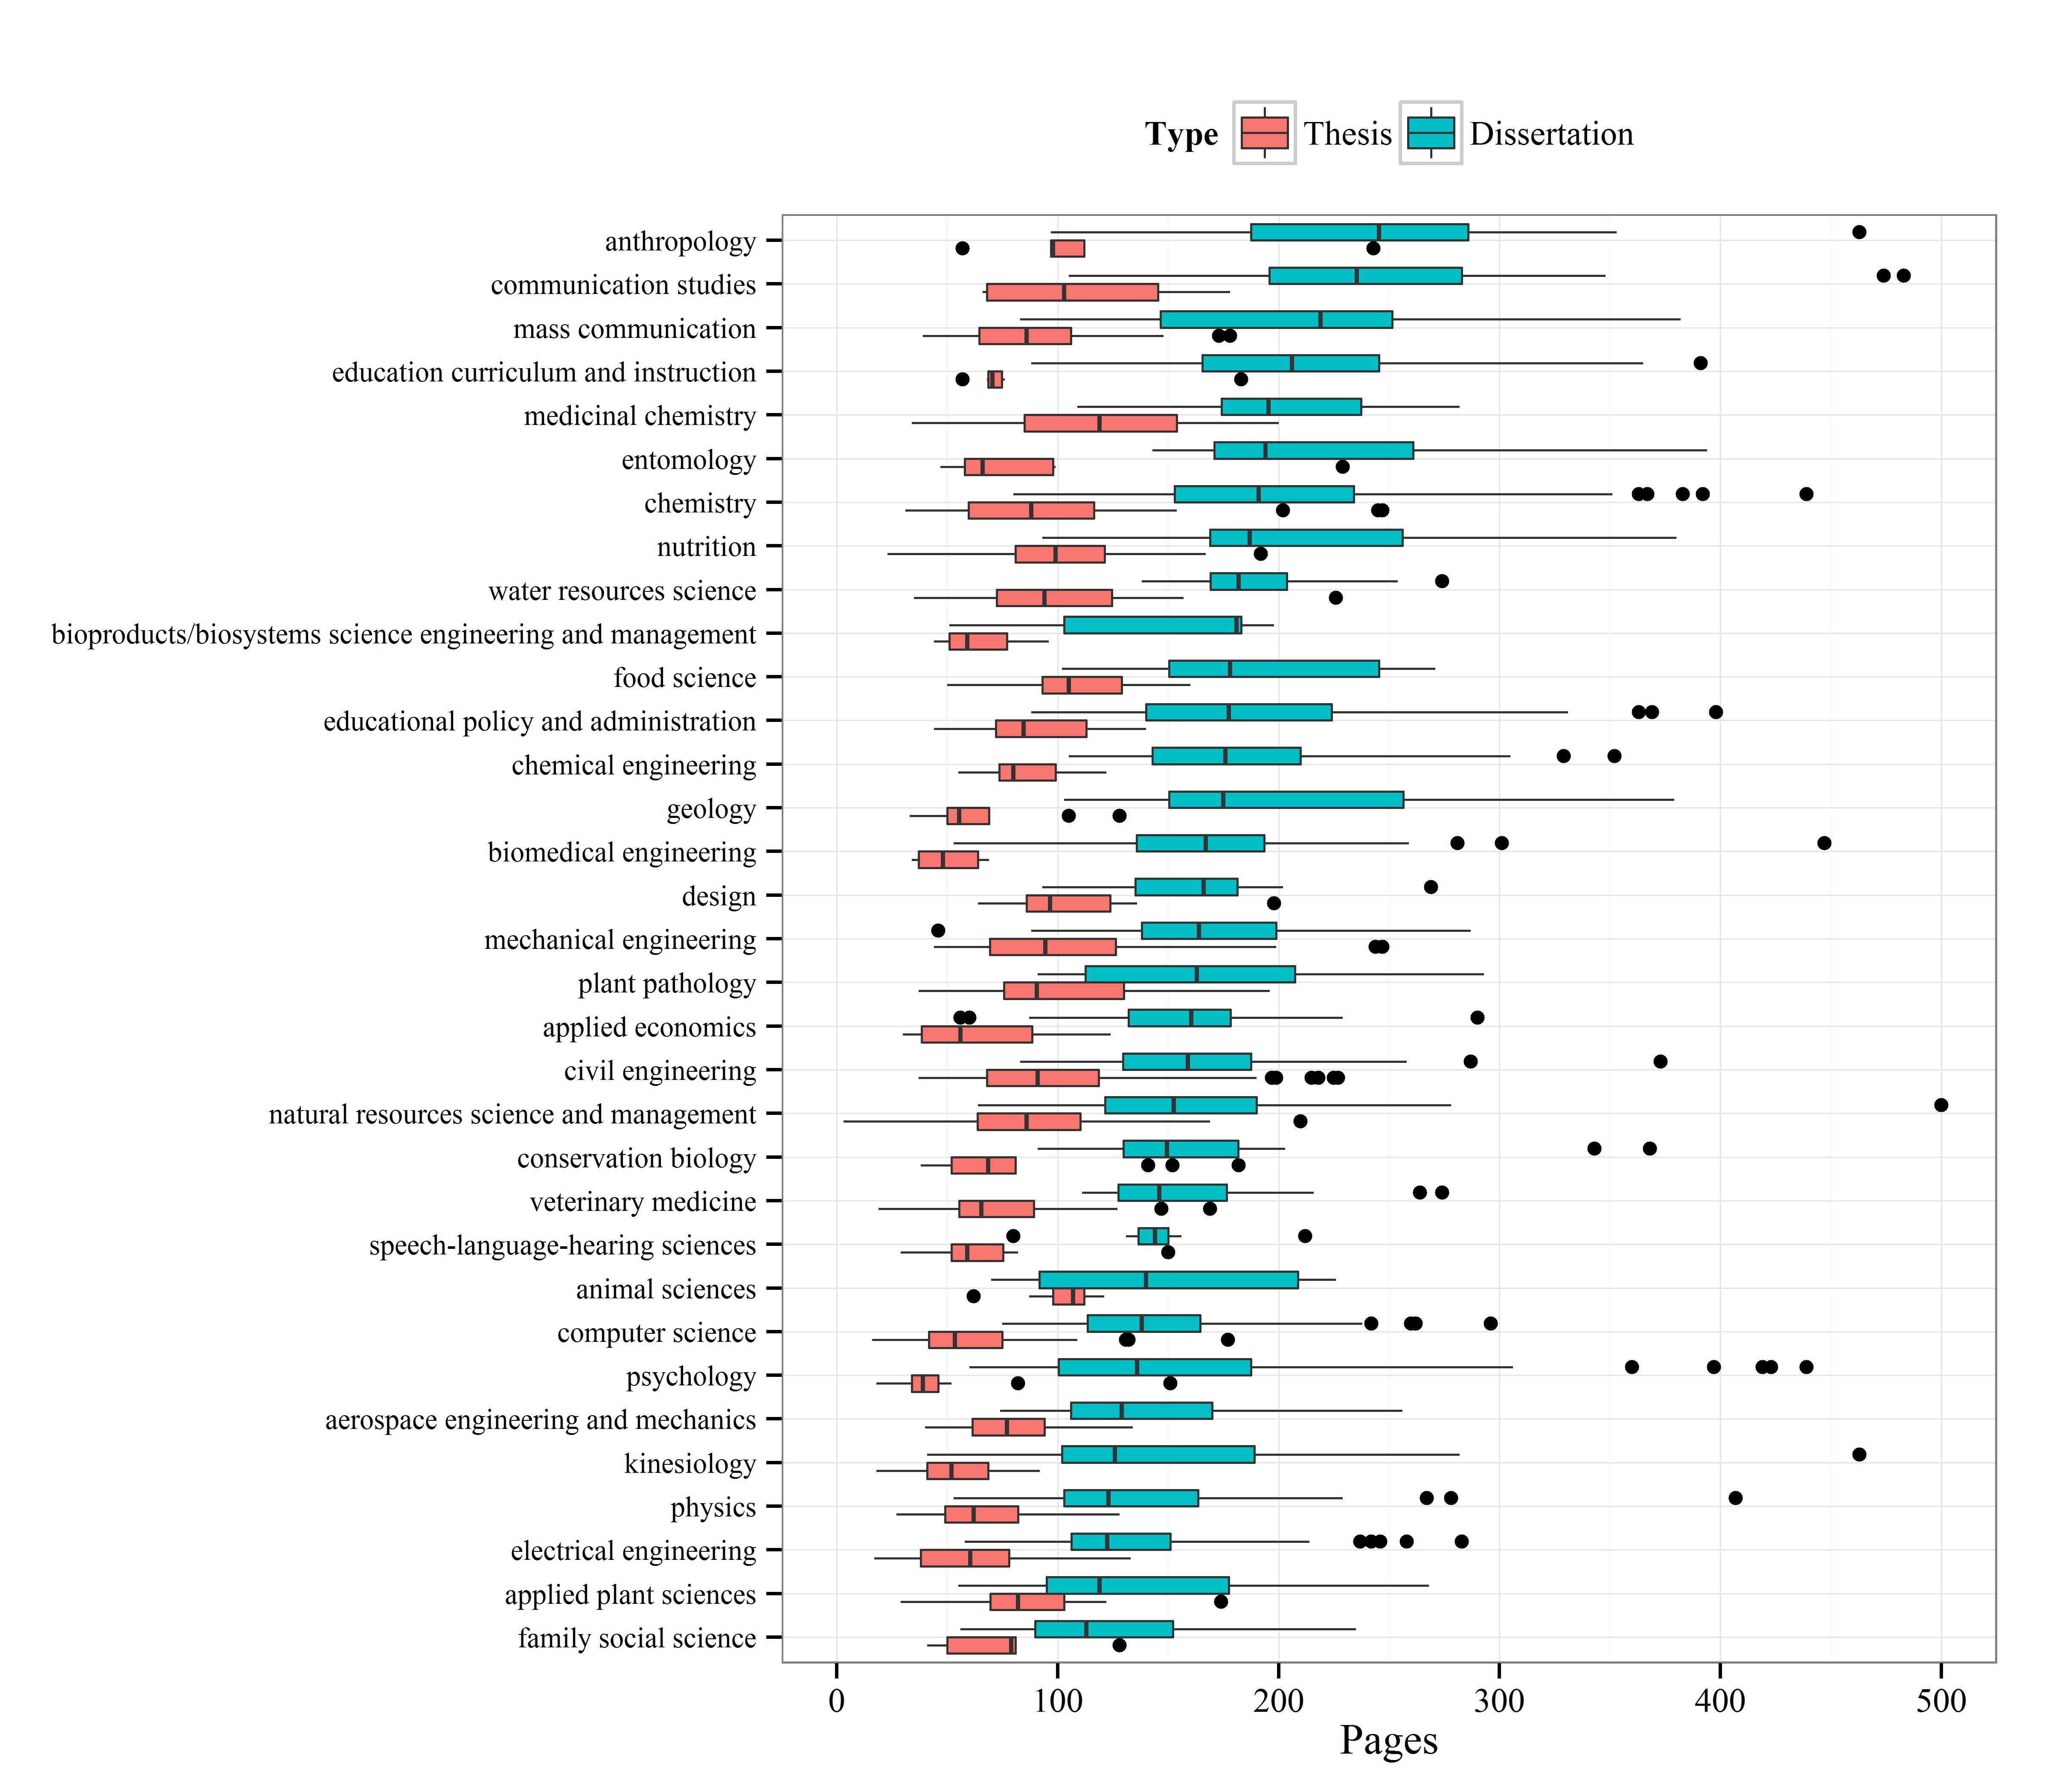 Type Thesis Dissertation
anthropology
communication studies
mass communication
education curriculum and instruction
medicinal chemistry
entomology
chemistry
nutrition
water resources science
bioproducts/biosystems science engineering and management
food science
educational policy and administration
chemical engineering
geology
biomedical engineering
design
mechanical engineering
plant pathology
applied economics
civil engineering
natural resources science and management
conservation biology
veterinary medicine
speech-language-hearing sciences
animal sciences
computer science
psychology
aerospace engineering and mechanics
kinesiology
physics
electrical engineering
applied plant sciences
family social science
0 100 200 300 400 500
Pages